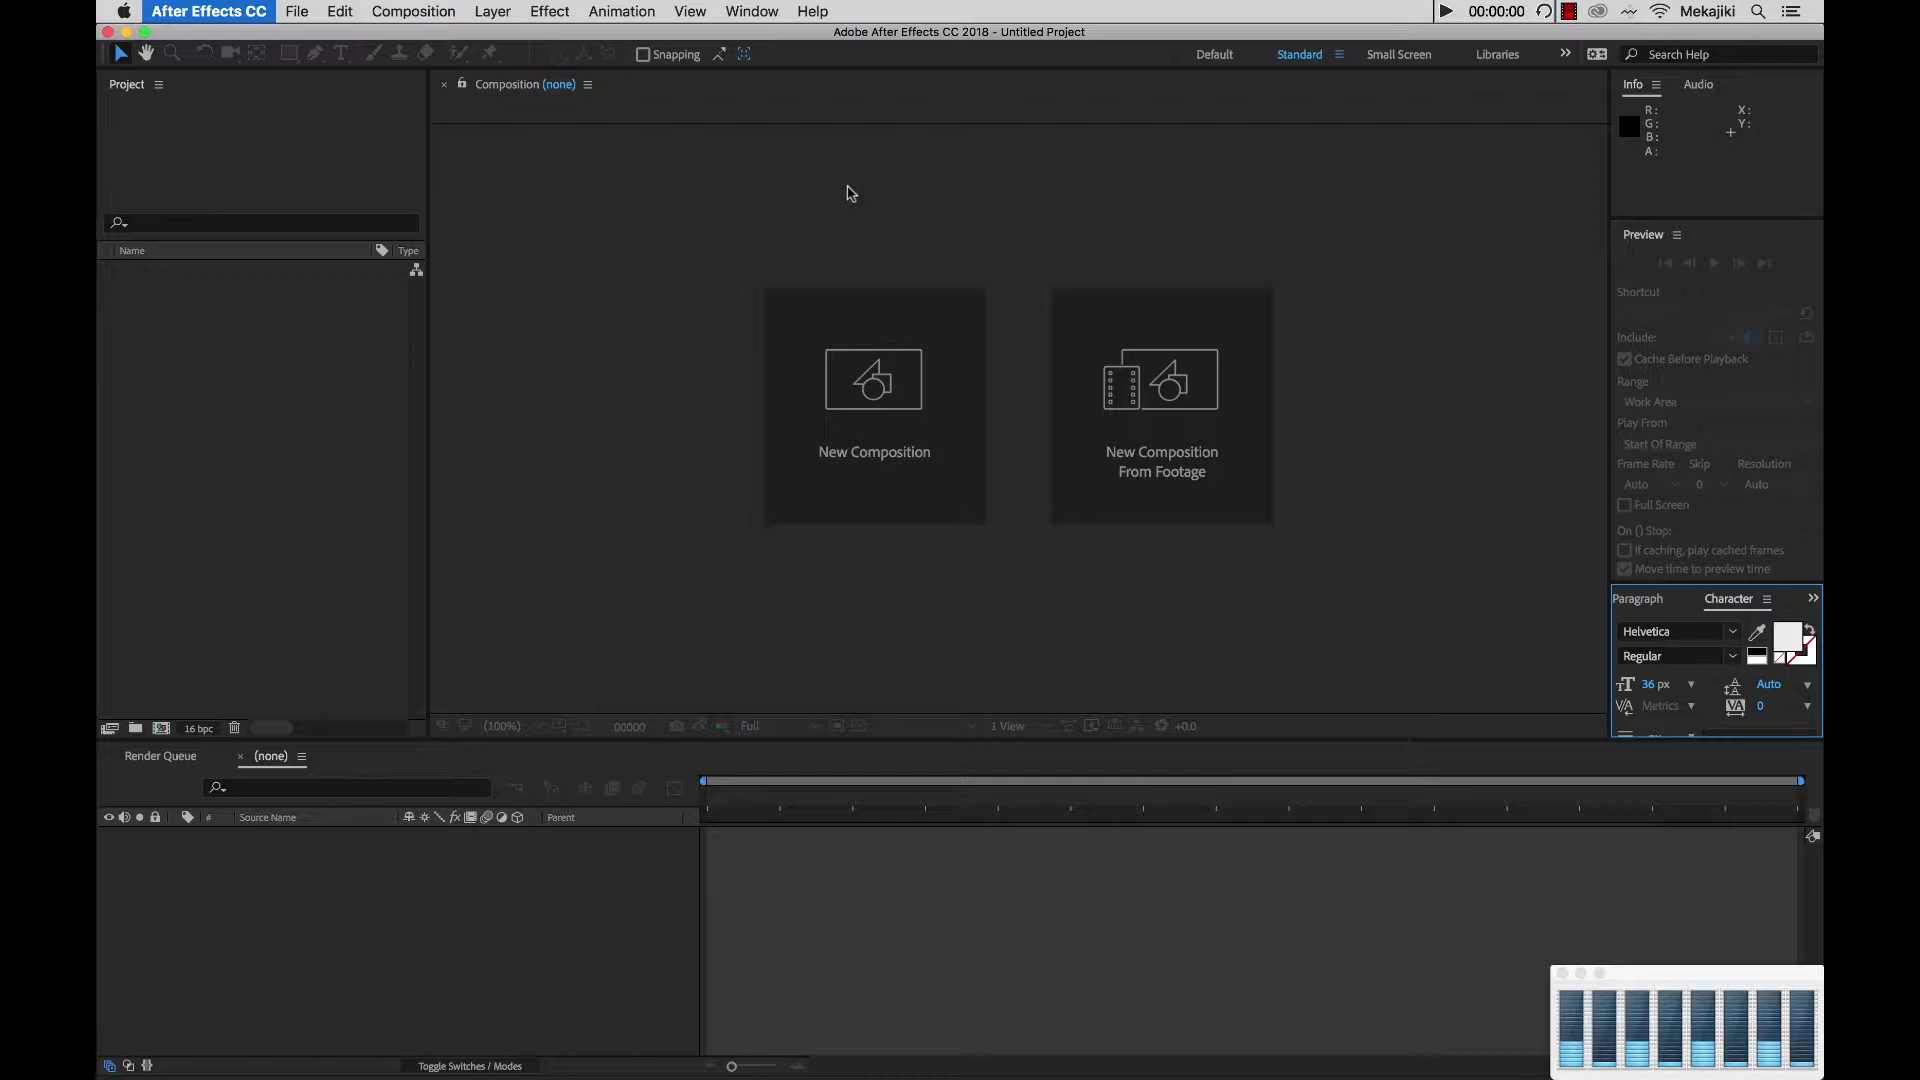 After Effects CC File Edit Composition Layer Effect Animation View Window Help 00:00:00 Mekajiki
Adobe After Effects CC 2018 - Untitled Project
Snapping Default Standard Small Screen Libraries Search Help
Project Composition (none) Info Audio
R: X:
G: Y:
B:
A:
Preview
Name Type
Shortcut
Include:
Cache Before Playback
Range
Work Area
Play From
Start Of Range
Frame Rate Skip Resolution
Auto 0 Auto
Full Screen
On () Stop:
If caching, play cached frames
Move time to preview time
New Composition
New Composition
From Footage
Paragraph Character
Helvetica
Regular
36 px Auto
Metrics 0
16 bpc (100%) 00000 Full 1 View +0.0
Render Queue (none)
# Source Name fx Parent
Toggle Switches / Modes